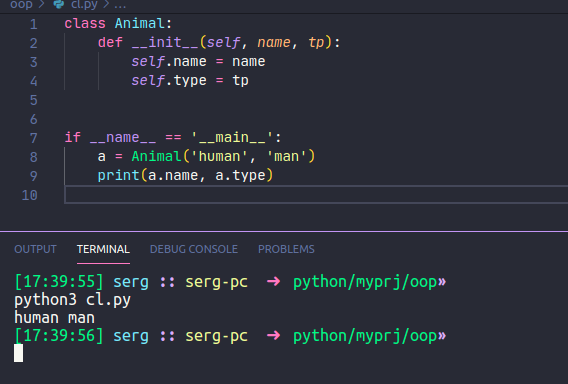 oop > cl.py > ...
1 class Animal:
2     def __init__(self, name, tp):
3         self.name = name
4         self.type = tp
5
6
7 if __name__ == '__main__':
8     a = Animal('human', 'man')
9     print(a.name, a.type)
10
OUTPUT TERMINAL DEBUG CONSOLE PROBLEMS
[17:39:55] serg :: serg-pc ➜ python/myprj/oop»
python3 cl.py
human man
[17:39:56] serg :: serg-pc ➜ python/myprj/oop»